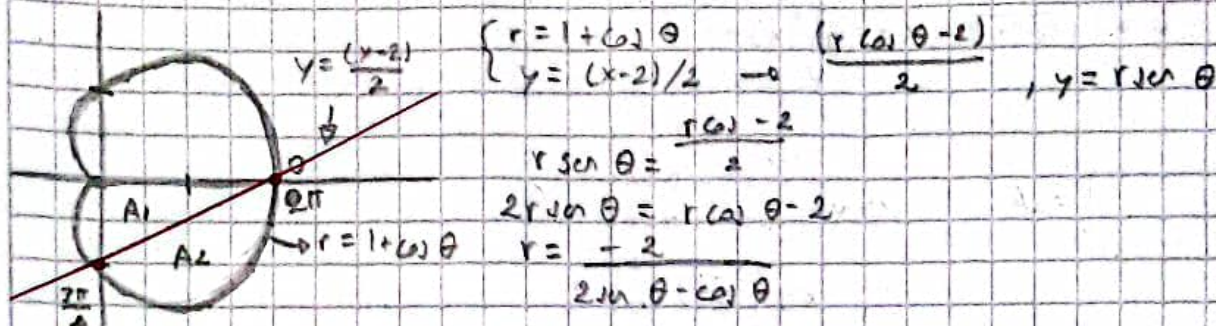 y = (x-2)/2
A1
A2
0
2π
r = 1 + cos θ
{ r = 1 + cos θ
y = (x-2)/2 → (r cos θ - 2)/2 , y = r sen θ
r sen θ = (r cos - 2)/2
2r sen θ = r cos θ - 2
r = -2/(2 sen θ - cos θ)